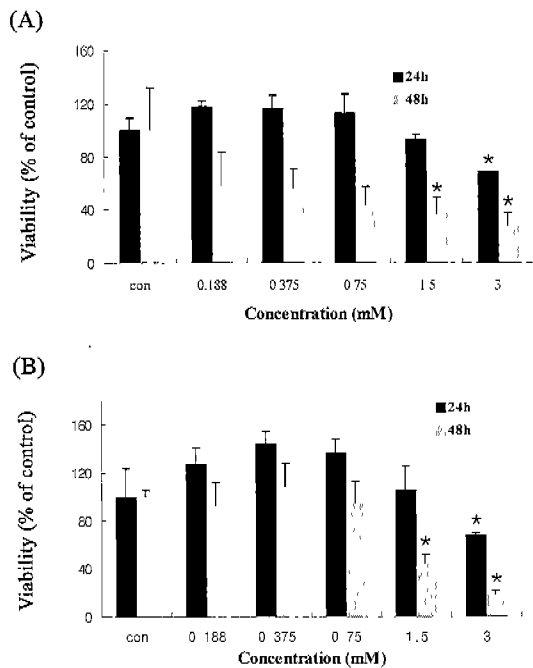 (A)
Viability (% of control)
160
120
80
40
0
24h
48h
*
*
*
con 0.188 0 375 0 75 1 5 3
Concentration (mM)
(B)
Viability (% of control)
160
120
80
40
0
24h
48h
*
*
*
con 0 188 0 375 0 75 1.5 3
Concentration (mM)